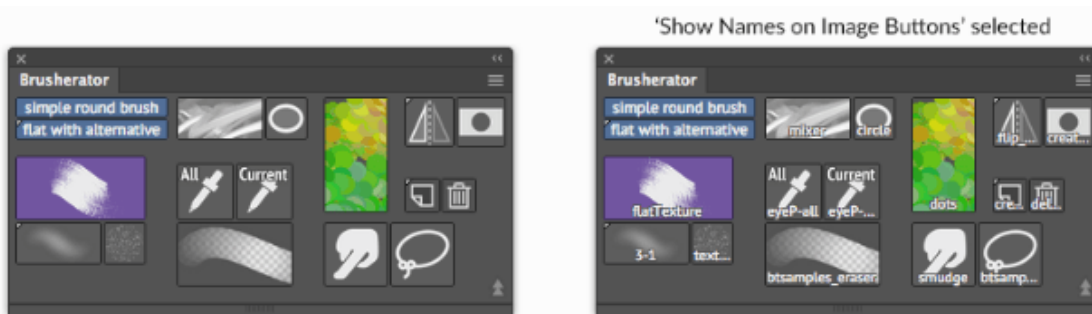 'Show Names on Image Buttons' selected
Brusherator
simple round brush
flat with alternative
All
Current
Brusherator
simple round brush
flat with alternative
mixer
circle
flip_...
creat...
flatTexture
All
Current
eyeP-all
eyeP-...
dots
cre...
del...
3-1
text...
btsamples_eraser
smudge
btsamp...